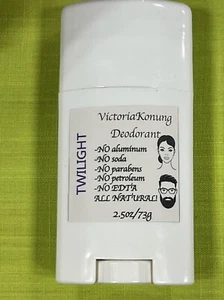 VictoriaKonung
Deodorant
TWILIGHT
-NO aluminum
-NO soda
-NO parabens
-NO petroleum
-NO EDTA
ALL NATURAL!
2.5oz/73g